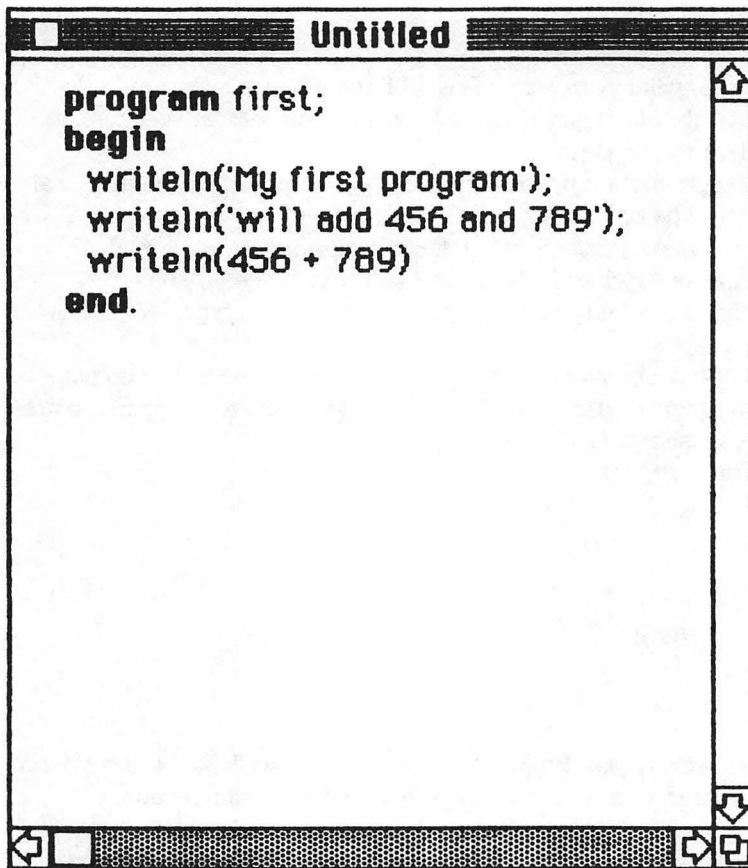 Untitled
program first;
begin
writeln('My first program');
writeln('will add 456 and 789');
writeln(456 + 789)
end.